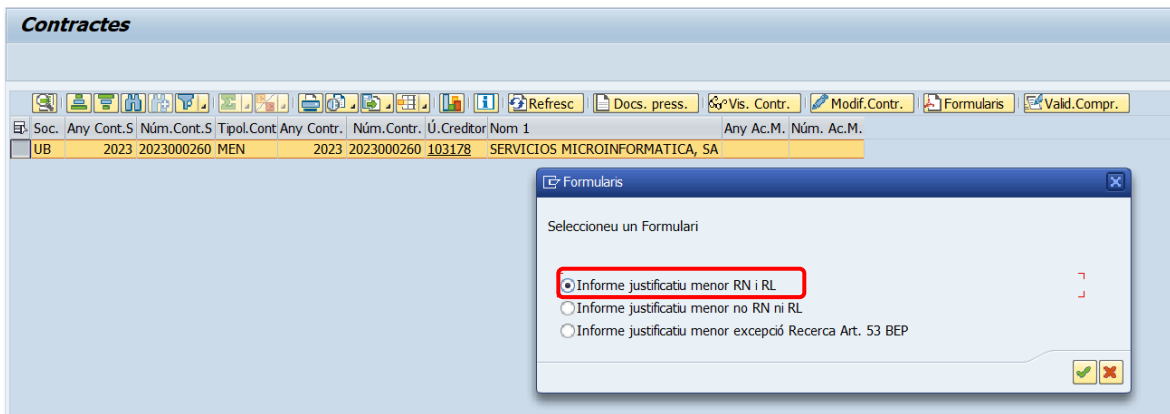 Contractes
Refresc Docs. press. Vis. Contr. Modif.Contr. Formularis Valid.Compr.
Soc. Any Cont.S Núm.Cont.S Tipol.Cont Any Contr. Núm.Contr. Ú.Creditor Nom 1 Any Ac.M. Núm. Ac.M.
UB 2023 2023000260 MEN 2023 2023000260 103178 SERVICIOS MICROINFORMATICA, SA
Formularis
Seleccioneu un Formulari
Informe justificatiu menor RN i RL
Informe justificatiu menor no RN ni RL
Informe justificatiu menor excepció Recerca Art. 53 BEP